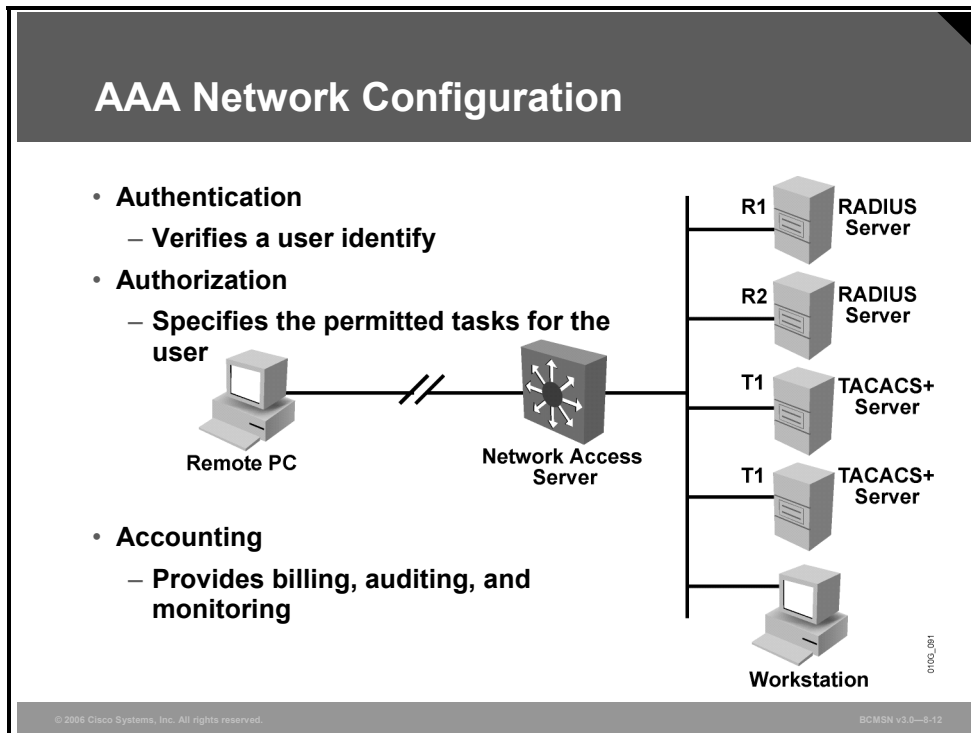 AAA Network Configuration
• Authentication
– Verifies a user identify
• Authorization
– Specifies the permitted tasks for the
user
Remote PC
Network Access
Server
R1
RADIUS
Server
R2
RADIUS
Server
T1
TACACS+
Server
T1
TACACS+
Server
Workstation
• Accounting
– Provides billing, auditing, and
monitoring
010G_091
© 2006 Cisco Systems, Inc. All rights reserved.
BCMSN v3.0—8-12